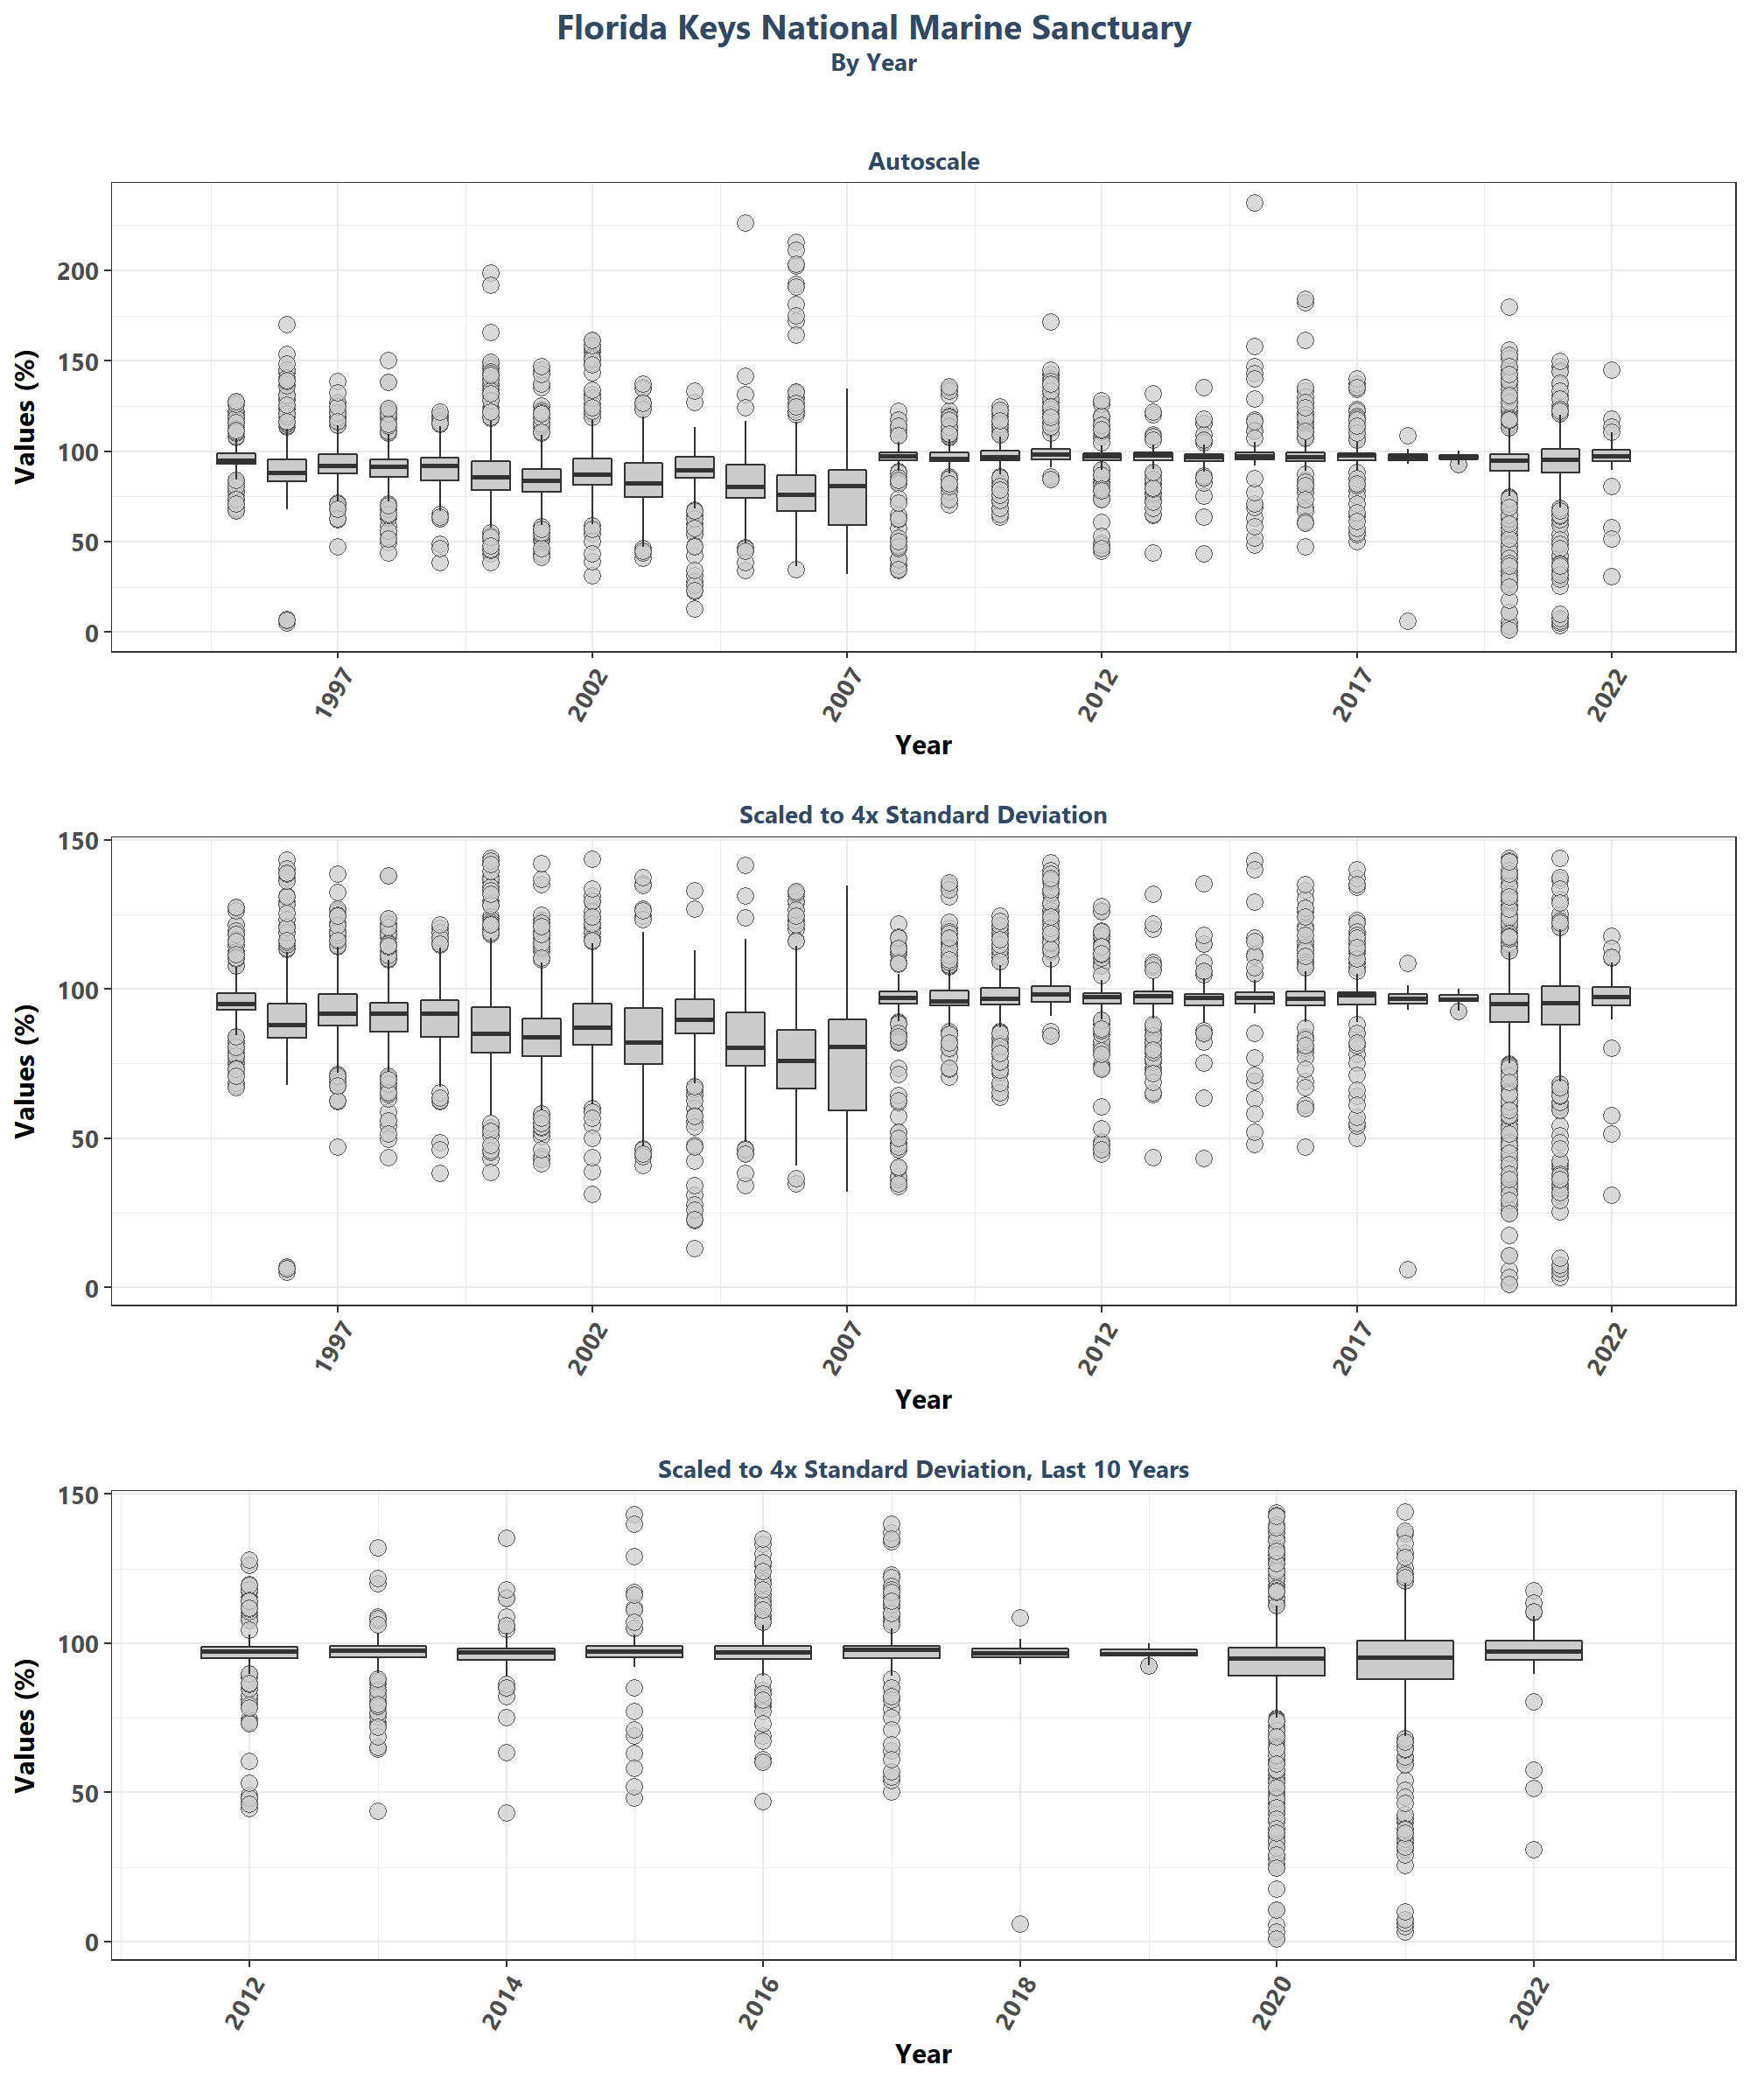 Florida Keys National Marine Sanctuary
By Year
Autoscale
Values (%)
200
150
100
50
0
1997
2002
2007
2012
2017
2022
Year
Scaled to 4x Standard Deviation
Values (%)
150
100
50
0
1997
2002
2007
2012
2017
2022
Year
Scaled to 4x Standard Deviation, Last 10 Years
Values (%)
150
100
50
0
2012
2014
2016
2018
2020
2022
Year